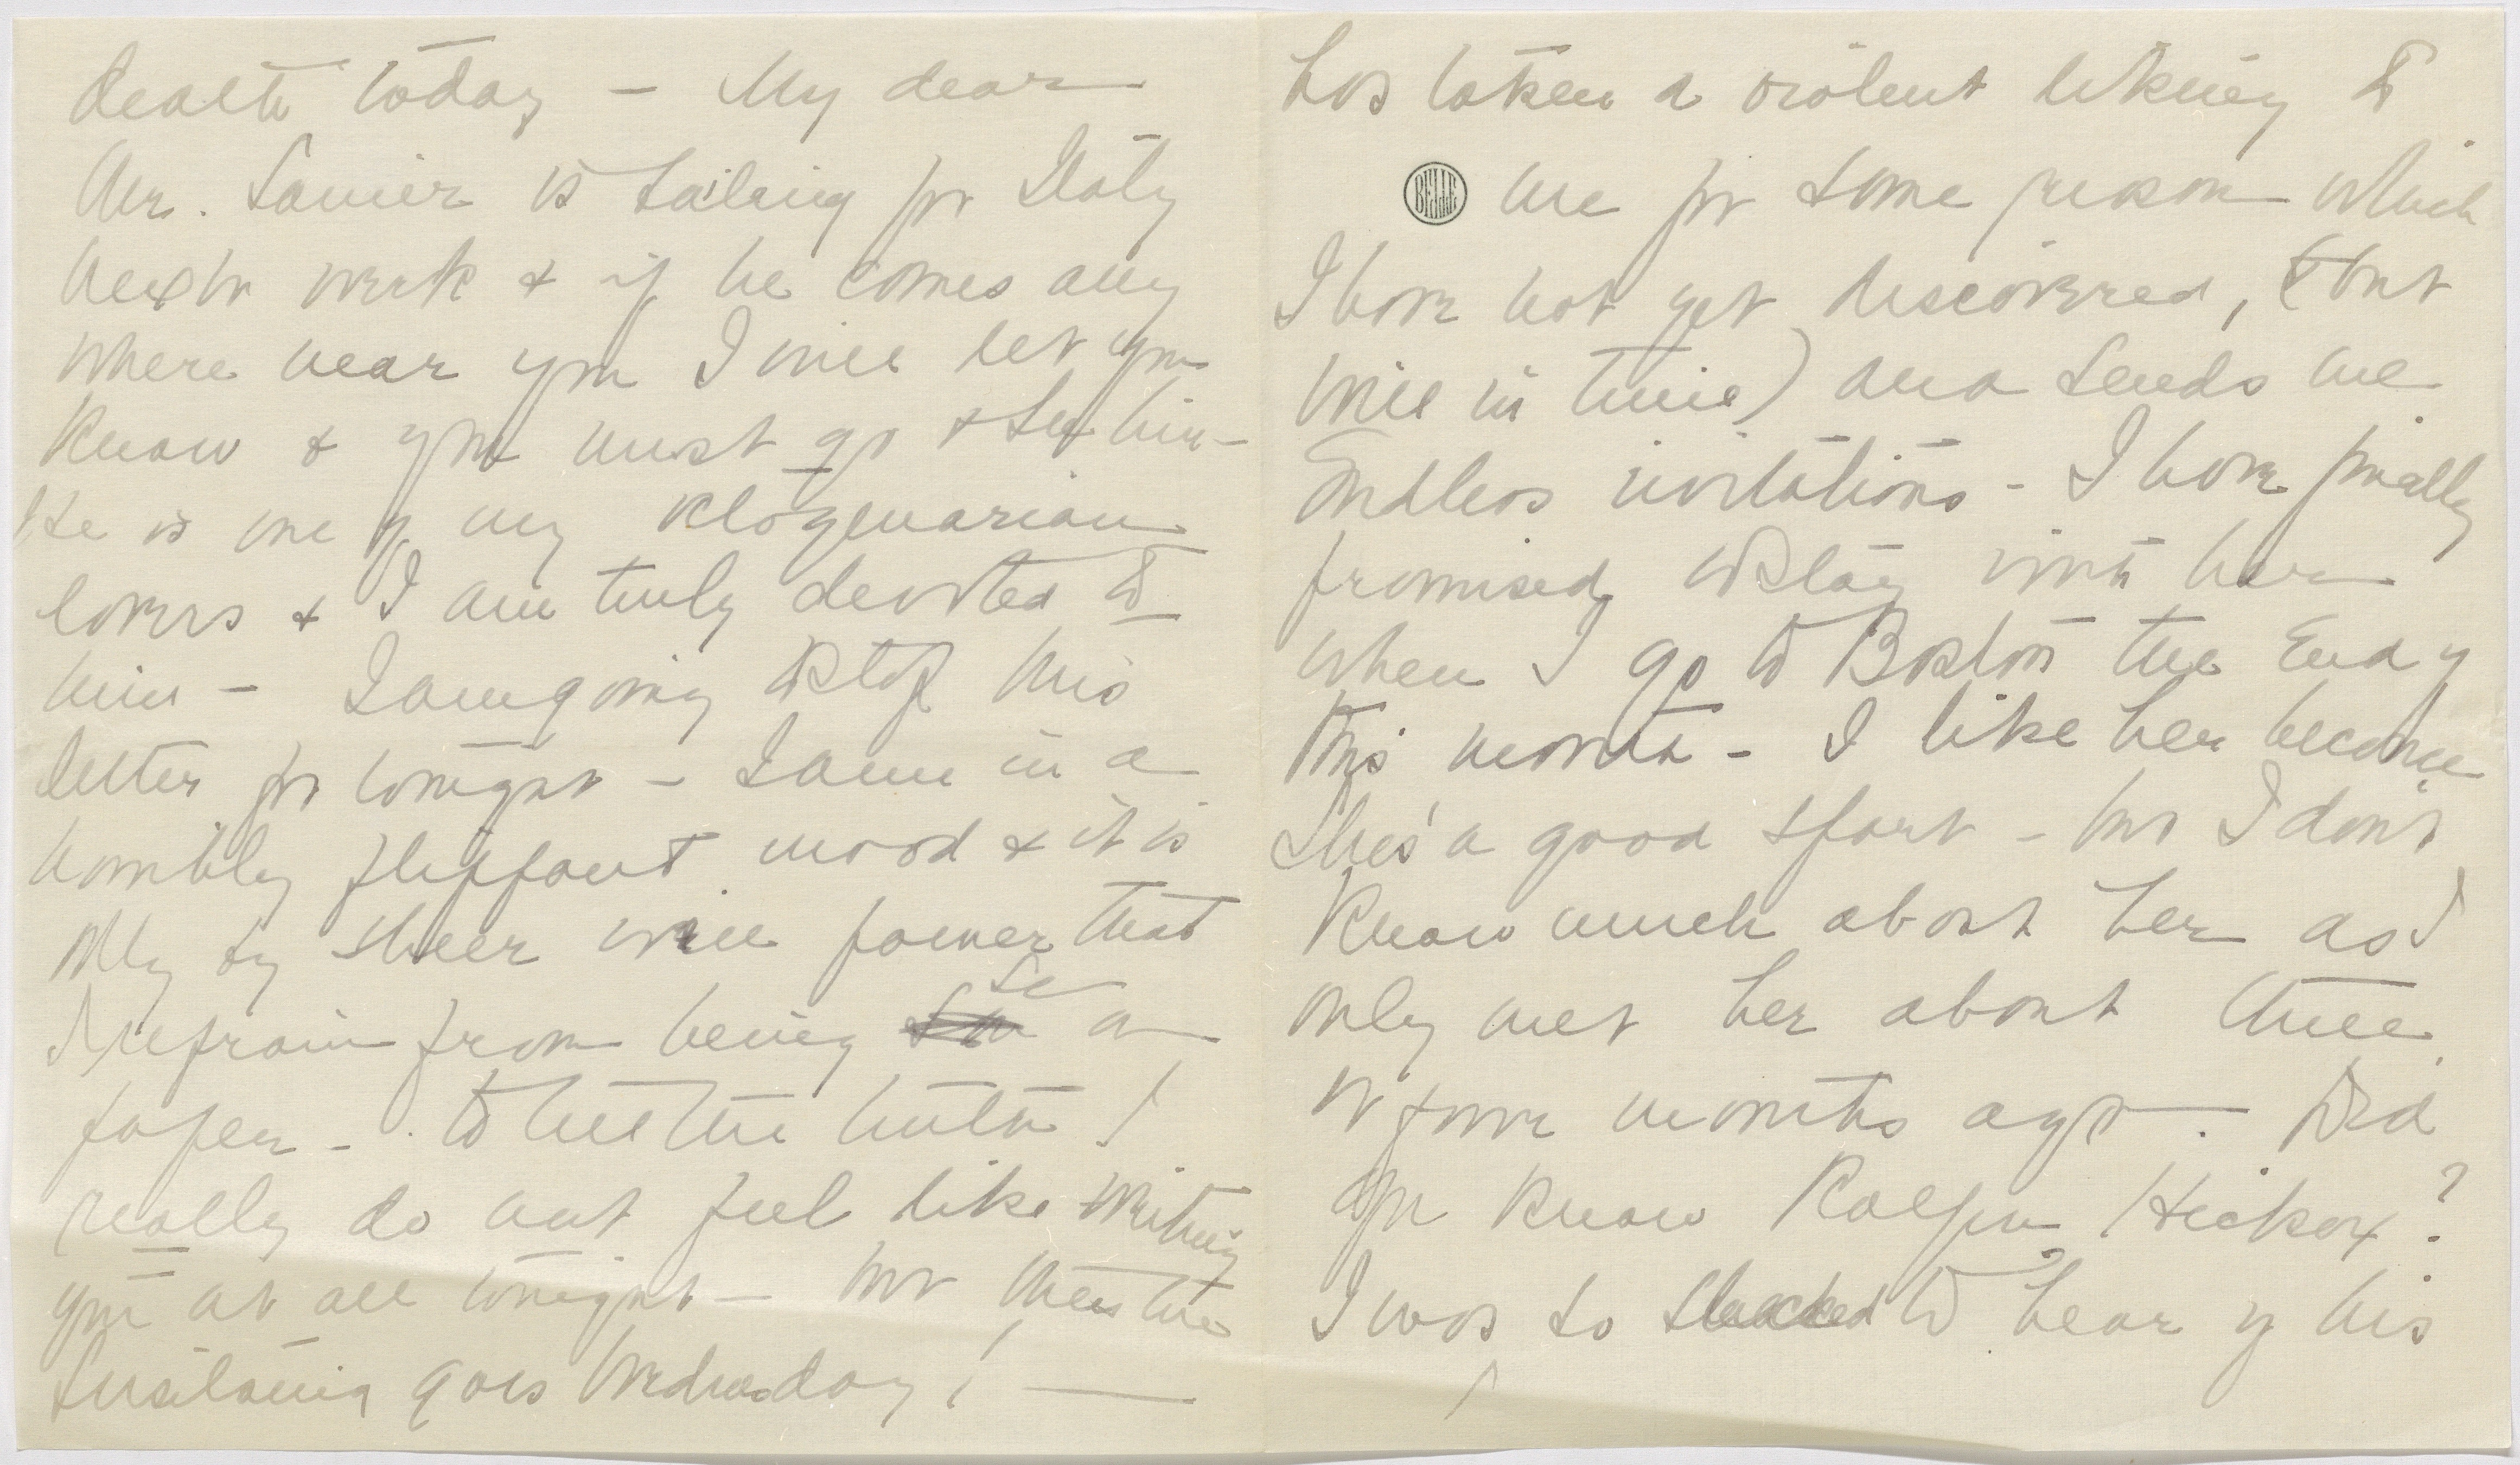 death today – My dear
Mr. Lanier is sailing for Italy
next week & if he comes any
where near you I will let you
know & you must go & see him –
He is one of my octogenarian
lovers & I am truly devoted to
him – I am going to stop this
letter for tonight – I am in a
horribly flippant mood & it is
only by sheer will power that
I refrain from being so a
paper – to tell the truth I
really do not feel like writing
you at all tonight – but then the
Lusitania goes Wednesday! —
has taken a violent liking to
BELLE me for some reason which
I have not yet discovered, (but
will in time) and sends me
Endless invitations – I have finally
promised to stay with her
when I go to Boston the End of
this month – I like her because
she's a good sport – but I don't
know much about her as I
only met her about three
or four months ago —. Did
you know Ralph Hickox?
I was so shocked to hear of his